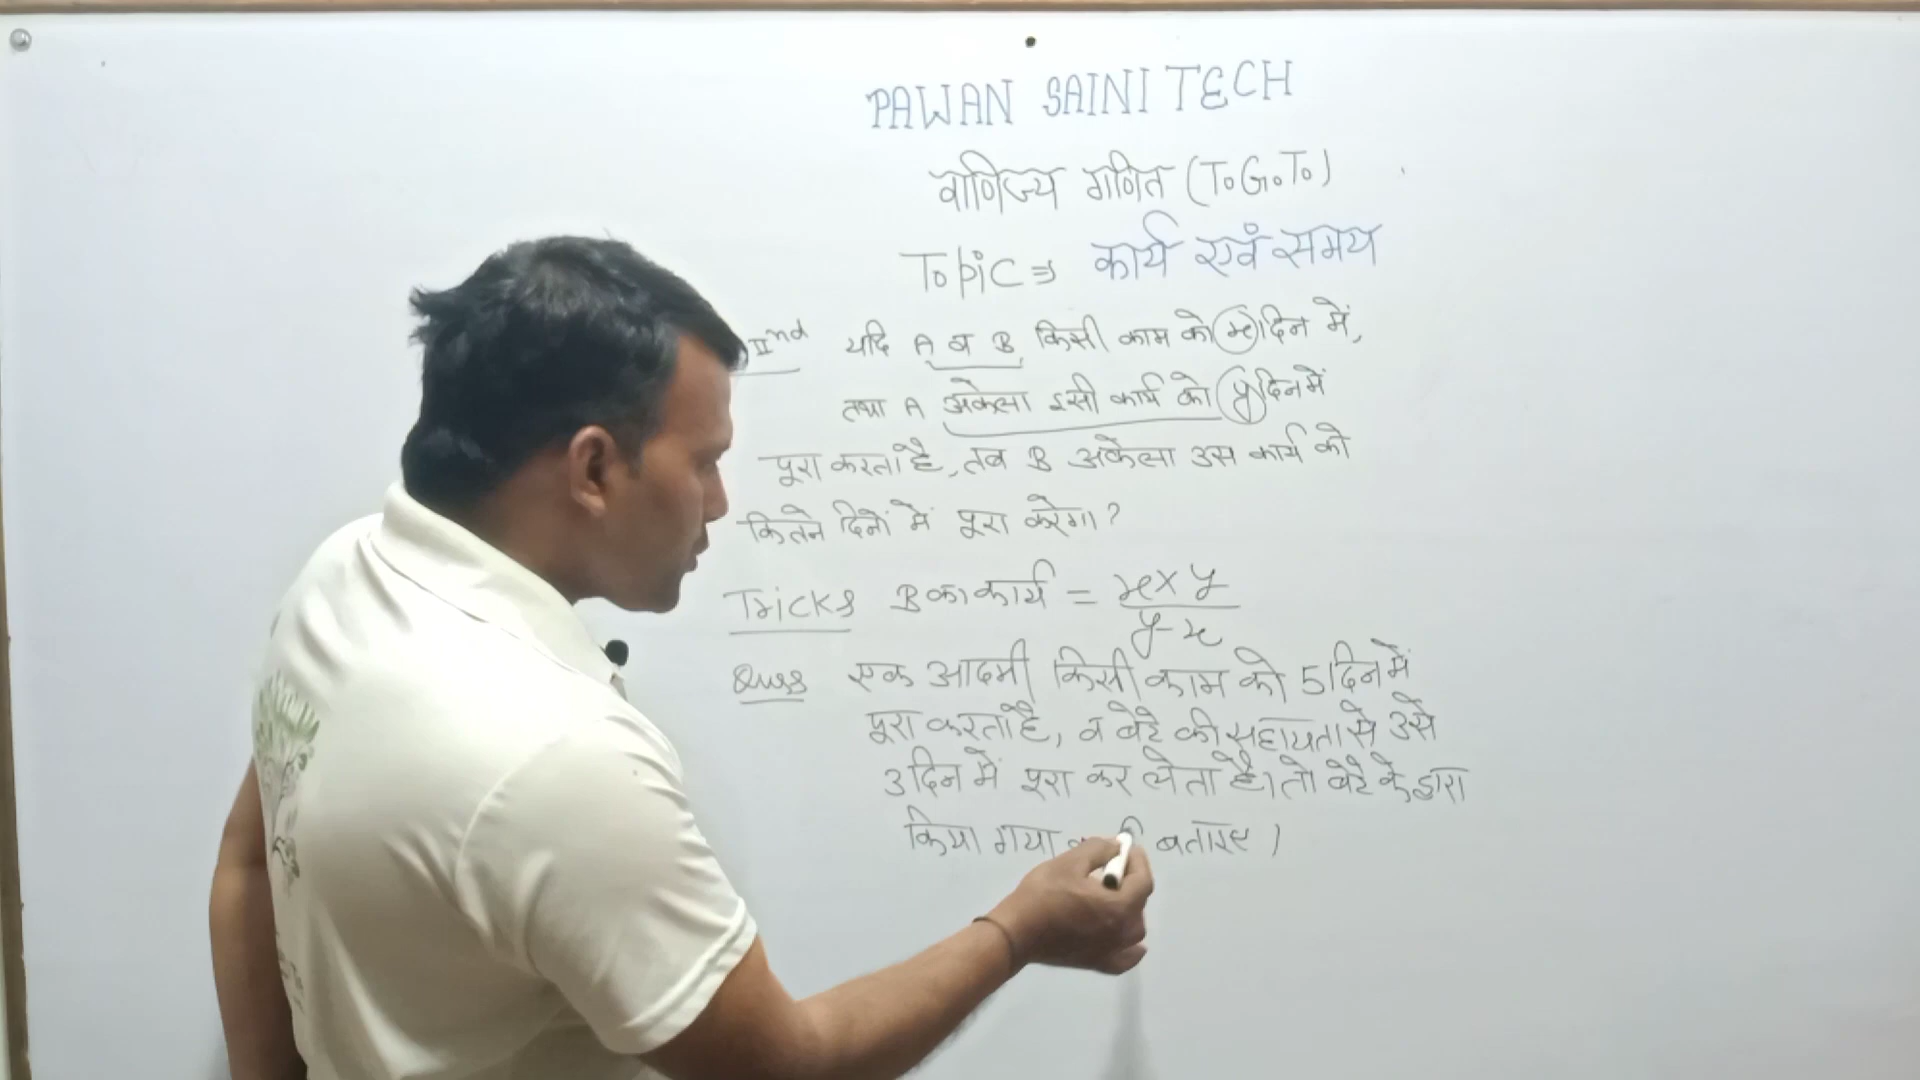 PAWAN SAINI TECH
वाणिज्य गणित (T.G.T.)
Topic ⇒ कार्य एवं समय
IInd यदि A व B किसी काम को (x) दिन में,
तथा A अकेला इसी कार्य को (y) दिन में
पूरा करता है, तब B अकेला उस कार्य को
कितने दिनों में पूरा करेगा?
Tricks B का कार्य = x × y
y - x
Ques एक आदमी किसी काम को 5 दिन में
पूरा करता है, व बेटे की सहायता से उसे
3 दिन में पूरा कर लेता है। तो बेटे के द्वारा
किया गया बताइए।